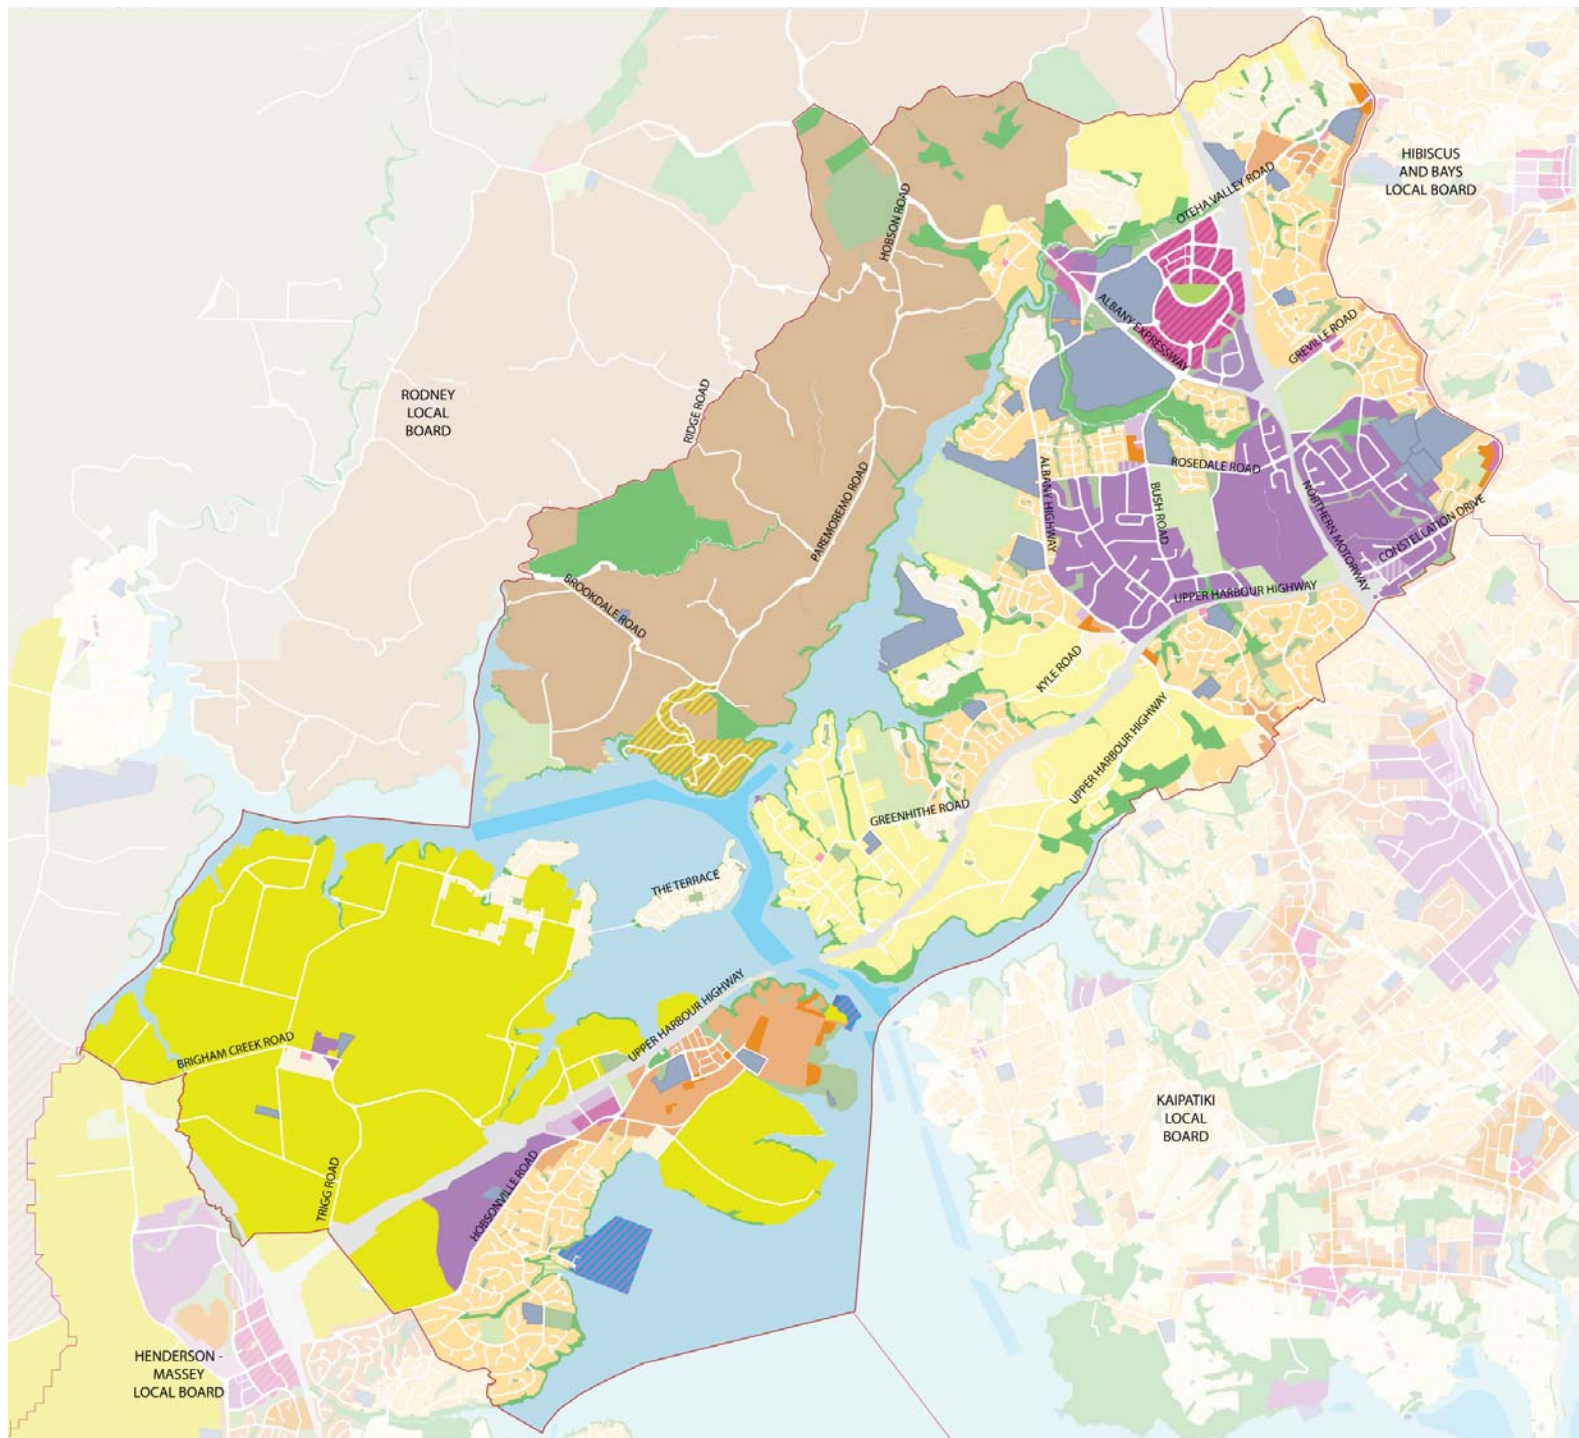 HIBISCUS
AND BAYS
LOCAL BOARD
OTEHA VALLEY ROAD
HOBSON ROAD
ALBANY EXPRESSWAY
GREVILLE ROAD
RIDGE ROAD
RODNEY
LOCAL
BOARD
PAREMOREMO ROAD
ALBANY HIGHWAY
ROSEDALE ROAD
BUSH ROAD
NORTHERN MOTORWAY
CONSTELLATION DRIVE
BROOKDALE ROAD
UPPER HARBOUR HIGHWAY
KYLE ROAD
UPPER HARBOUR HIGHWAY
GREENHITHE ROAD
THE TERRACE
UPPER HARBOUR HIGHWAY
BRIGHAM CREEK ROAD
KAIPATIKI
LOCAL
BOARD
TRIGG ROAD
HOBSONVILLE ROAD
HENDERSON -
MASSEY
LOCAL BOARD